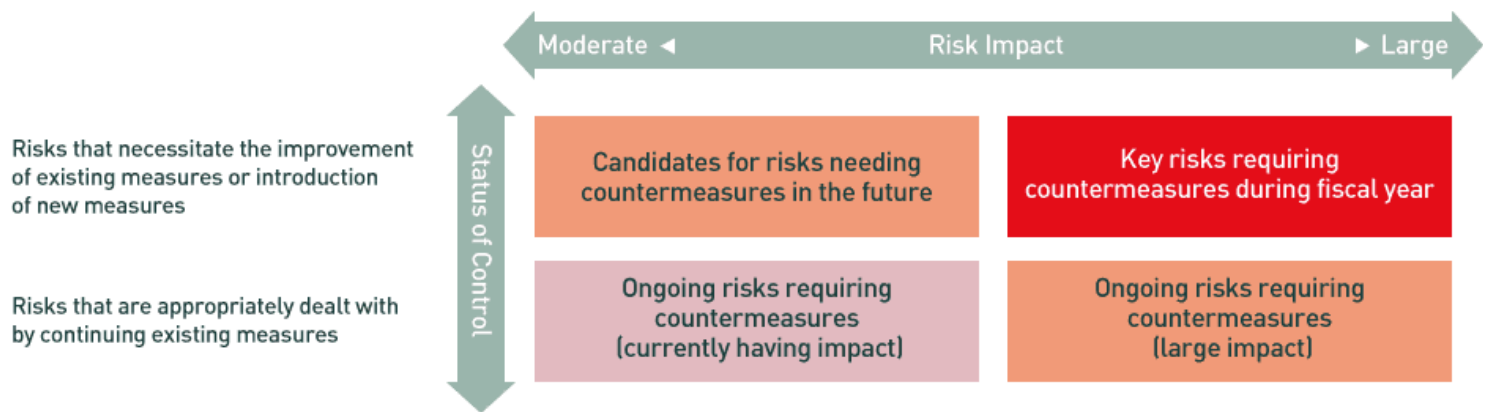 Moderate ◄ Risk Impact ► Large
Status of Control
Risks that necessitate the improvement
of existing measures or introduction
of new measures
Candidates for risks needing
countermeasures in the future
Key risks requiring
countermeasures during fiscal year
Risks that are appropriately dealt with
by continuing existing measures
Ongoing risks requiring
countermeasures
(currently having impact)
Ongoing risks requiring
countermeasures
(large impact)